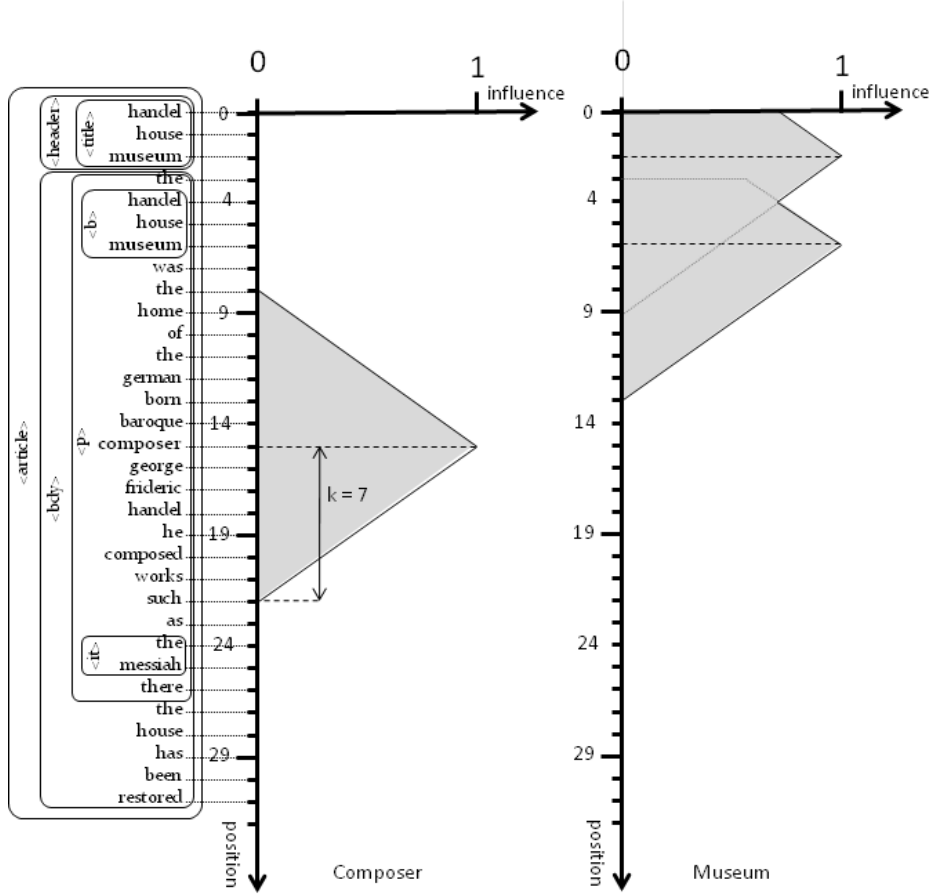 0
1
influence
0
1
influence
<article>
<header>
<title>
<bdy>
<p>
<b>
<it>
handel
house
museum
the
handel
house
museum
was
the
home
of
the
german
born
baroque
composer
george
frideric
handel
he
composed
works
such
as
the
messiah
there
the
house
has
been
restored
0
4
9
14
19
24
29
k = 7
position
Composer
0
4
9
14
19
24
29
position
Museum